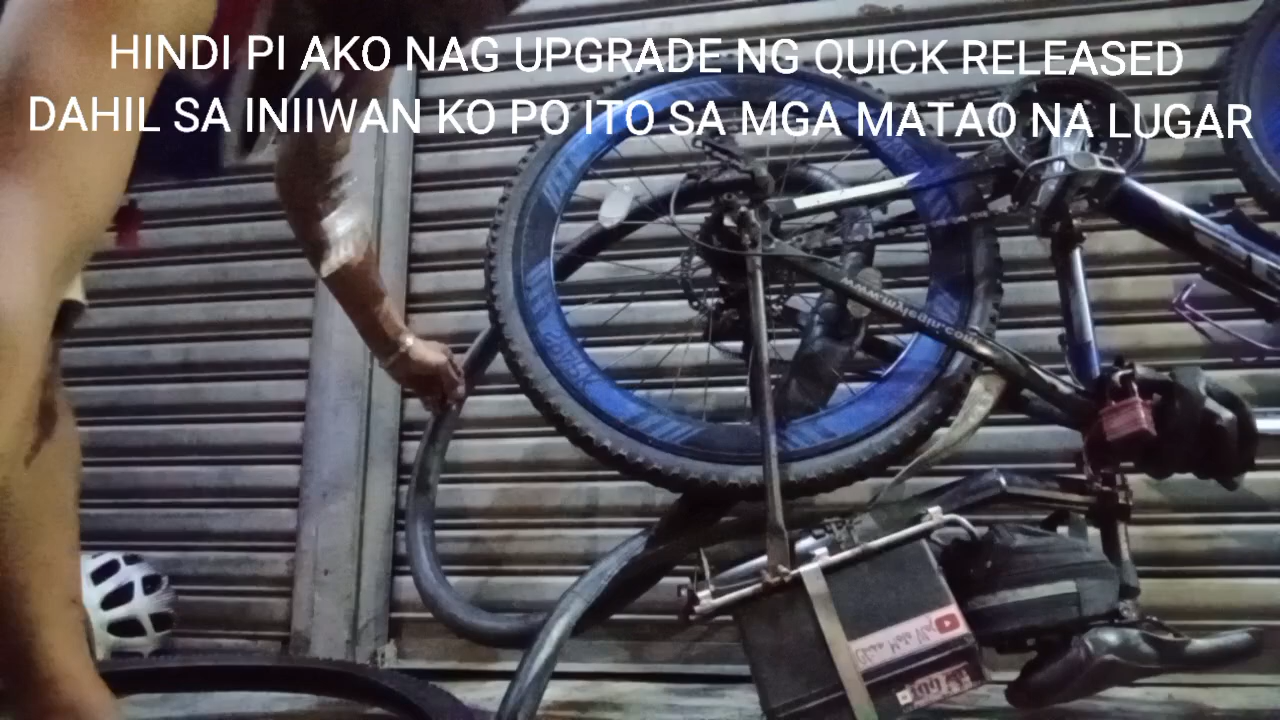 HINDI PI AKO NAG UPGRADE NG QUICK RELEASED
DAHIL SA INIIWAN KO PO ITO SA MGA MATAO NA LUGAR